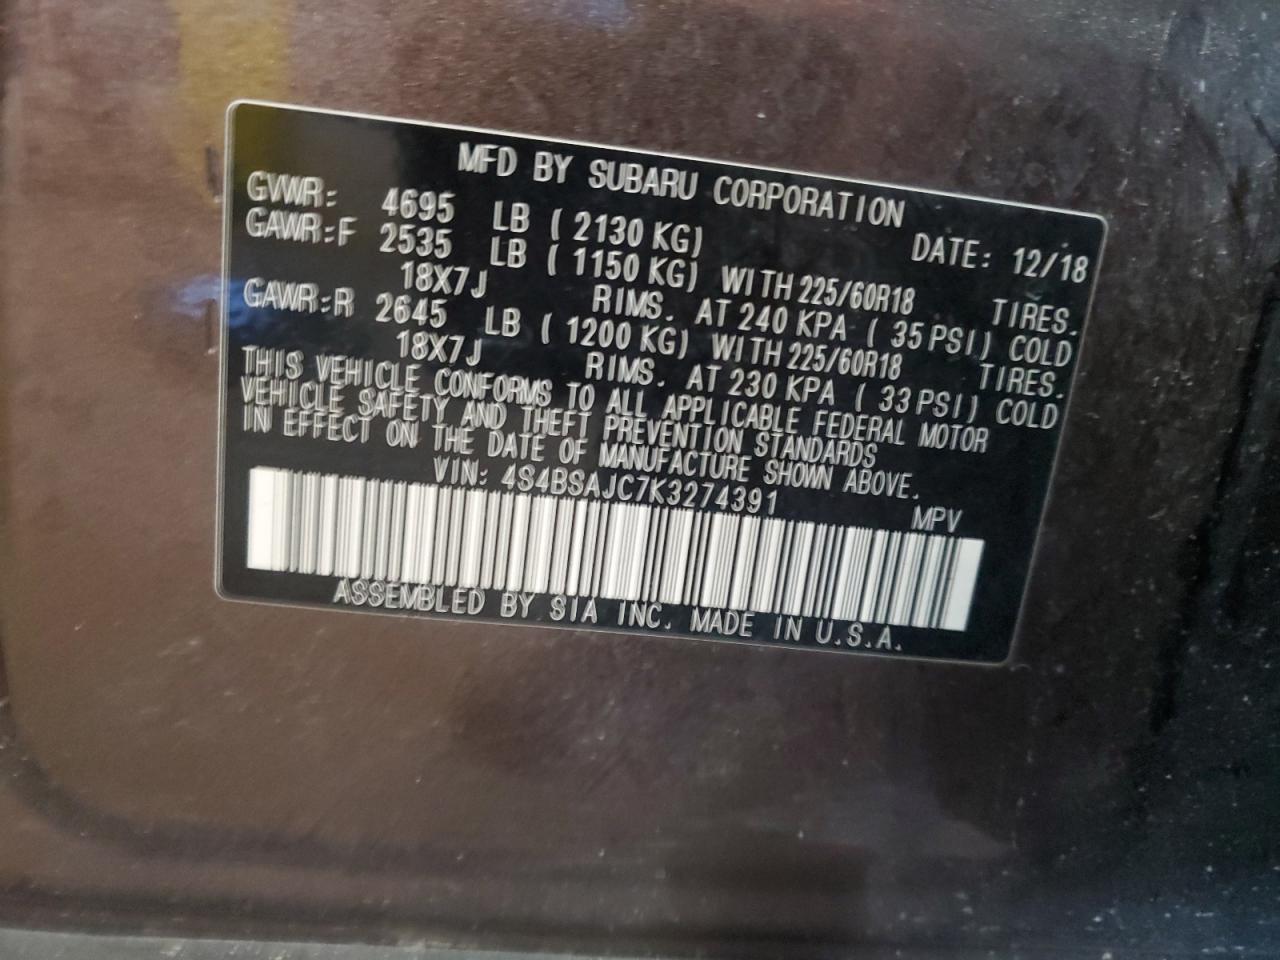 MFD BY SUBARU CORPORATION
DATE: 12/18
GVWR: 4695 LB ( 2130 KG)
GAWR:F 2535 LB ( 1150 KG) WITH 225/60R18 TIRES.
18X7J RIMS. AT 240 KPA ( 35 PSI) COLD
GAWR:R 2645 LB ( 1200 KG) WITH 225/60R18 TIRES.
18X7J RIMS. AT 230 KPA ( 33 PSI) COLD
THIS VEHICLE CONFORMS TO ALL APPLICABLE FEDERAL MOTOR
VEHICLE SAFETY AND THEFT PREVENTION STANDARDS
IN EFFECT ON THE DATE OF MANUFACTURE SHOWN ABOVE.
VIN: 4S4BSAJC7K3274391 MPV
ASSEMBLED BY SIA INC. MADE IN U.S.A.